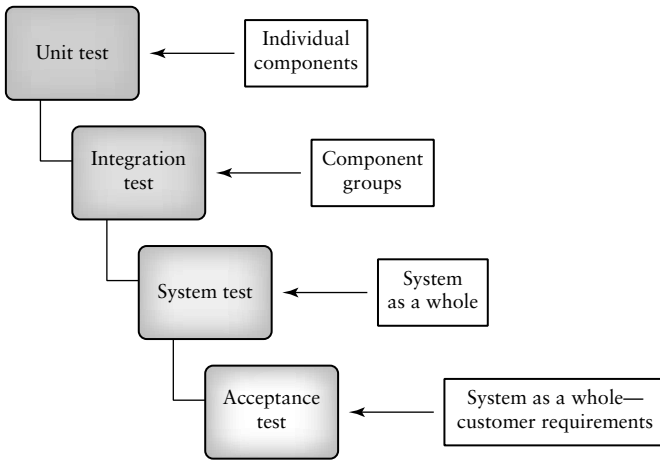 Unit test
Individual
components
Integration
test
Component
groups
System test
System
as a whole
Acceptance
test
System as a whole—
customer requirements